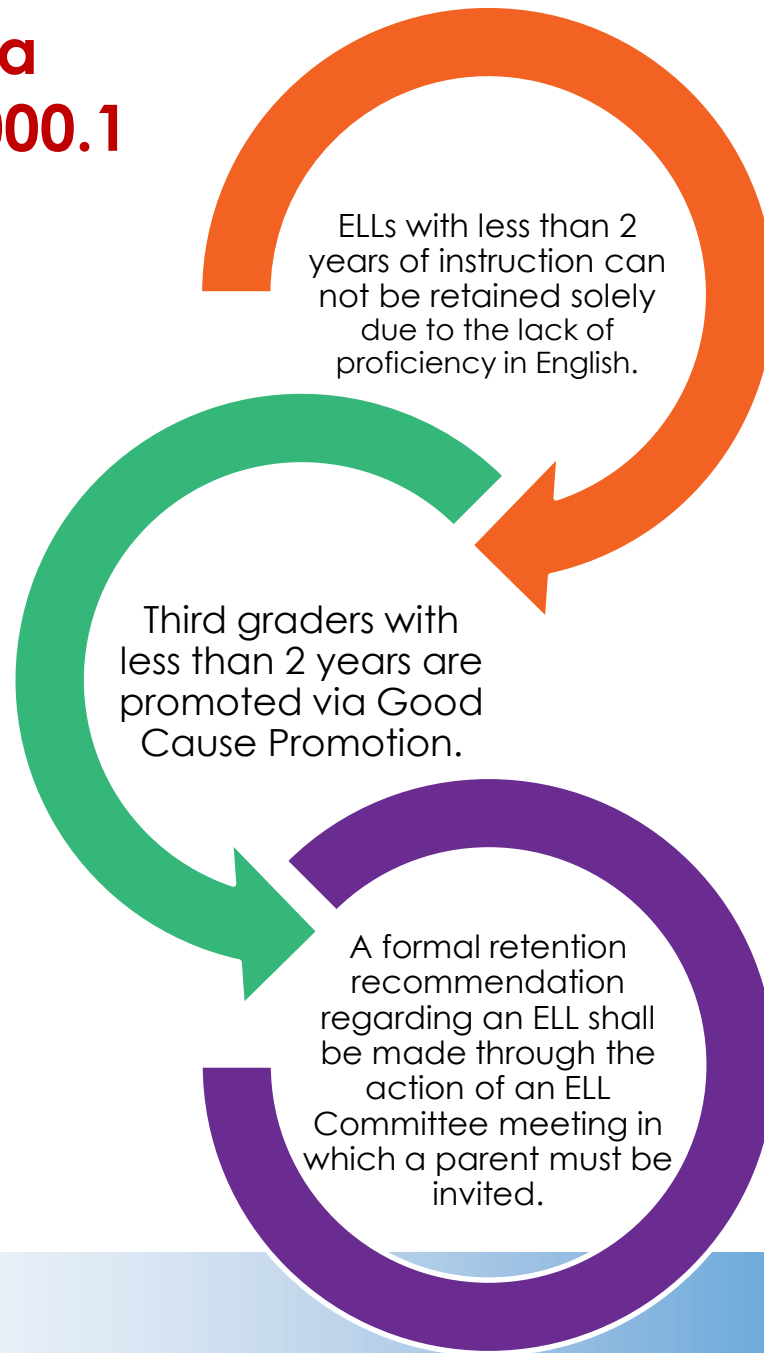 a
000.1
ELLs with less than 2
years of instruction can
not be retained solely
due to the lack of
proficiency in English.
Third graders with
less than 2 years are
promoted via Good
Cause Promotion.
A formal retention
recommendation
regarding an ELL shall
be made through the
action of an ELL
Committee meeting in
which a parent must be
invited.